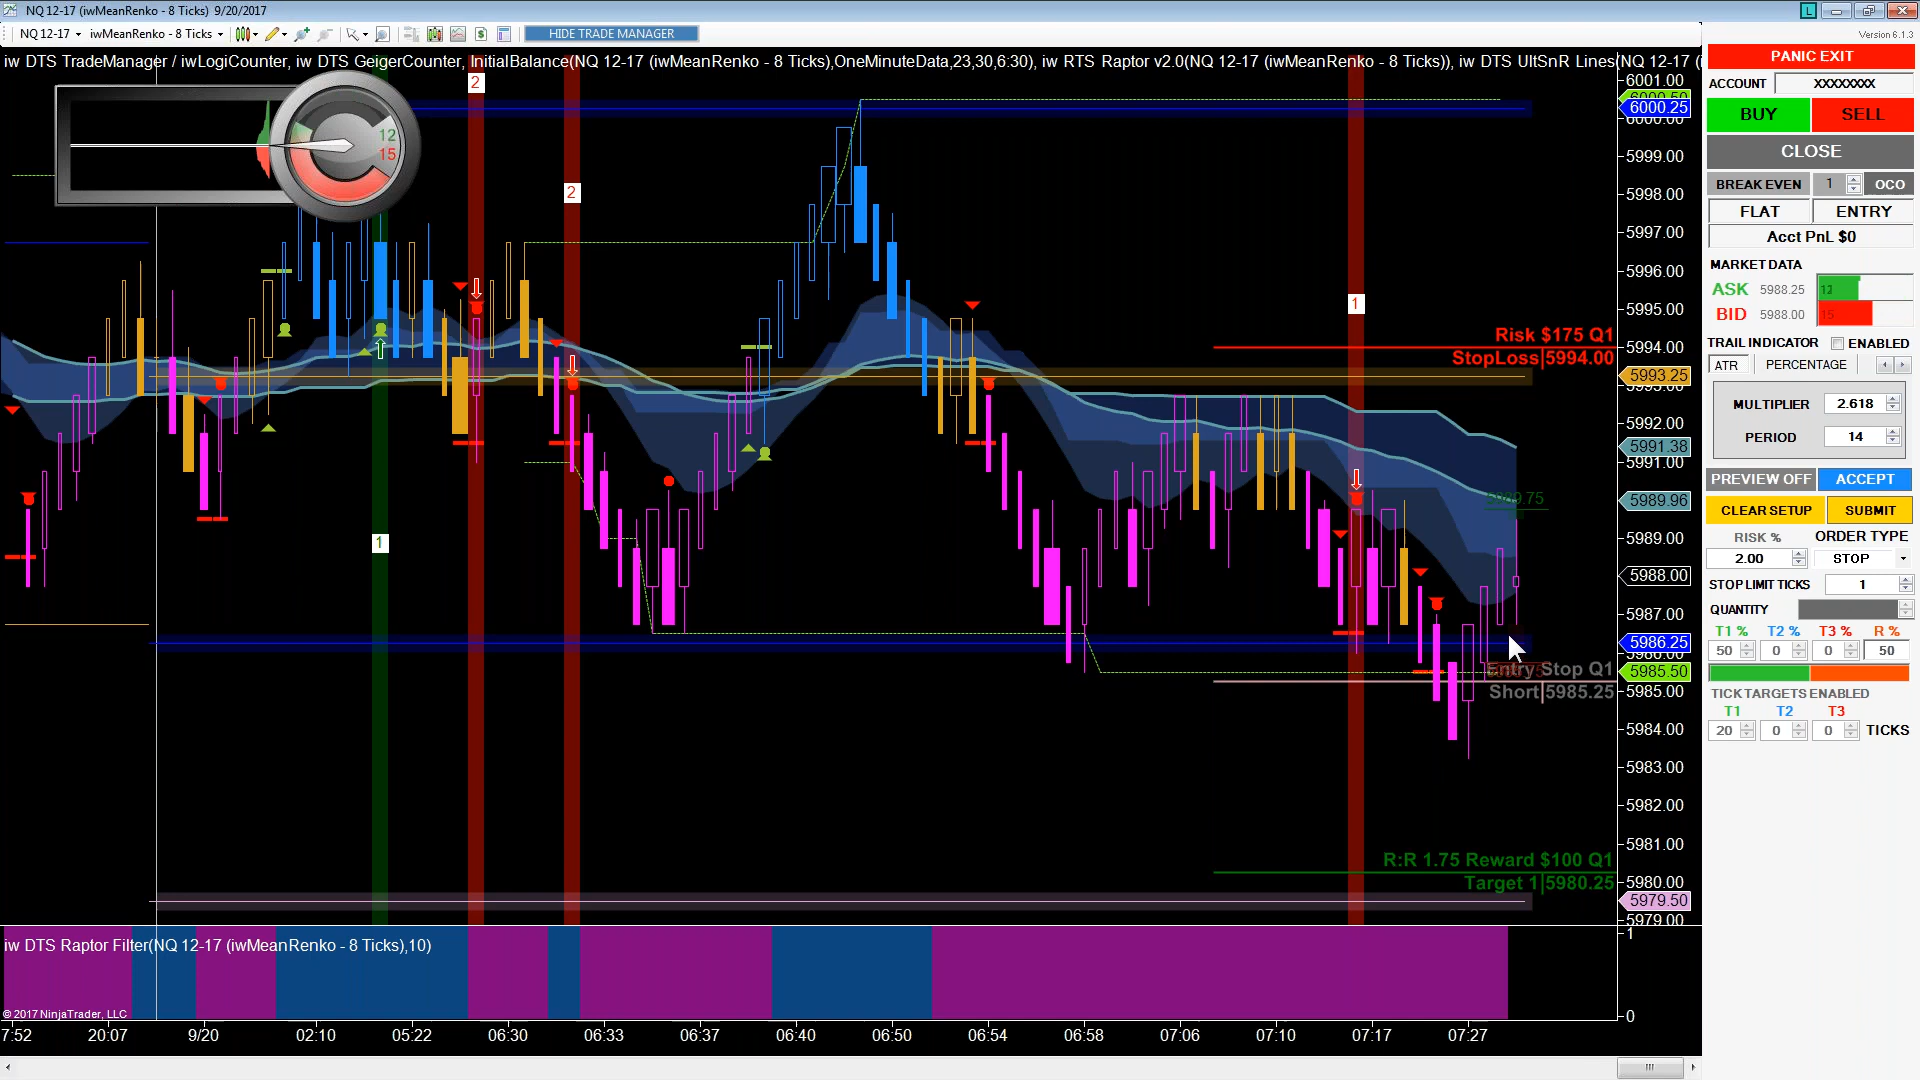 NQ 12-17 (iwMeanRenko - 8 Ticks) 9/20/2017
L
NQ 12-17
iwMeanRenko - 8 Ticks
$
HIDE TRADE MANAGER
iw DTS TradeManager / iwLogiCounter, iw DTS GeigerCounter, InitialBalance(NQ 12-17 (iwMeanRenko - 8 Ticks),OneMinuteData,23,30,6:30), iw RTS Raptor v2.0(NQ 12-17 (iwMeanRenko - 8 Ticks)), iw DTS UltSnR Lines(NQ 12-17 (i
12
15
2
2
1
1
Risk $175 Q1
StopLoss|5994.00
5989.75
Entry Stop Q1
Short|5985.25
R:R 1.75 Reward $100 Q1
Target 1|5980.25
6001.00
6000.50
6000.25
6000.00
5999.00
5998.00
5997.00
5996.00
5995.00
5994.00
5993.25
5993.00
5992.00
5991.38
5991.00
5989.96
5989.00
5988.00
5987.00
5986.25
5986.00
5985.50
5985.00
5984.00
5983.00
5982.00
5981.00
5980.00
5979.50
5979.00
iw DTS Raptor Filter(NQ 12-17 (iwMeanRenko - 8 Ticks),10)
1
0
© 2017 NinjaTrader, LLC
7:52
20:07
9/20
02:10
05:22
06:30
06:33
06:37
06:40
06:50
06:54
06:58
07:06
07:10
07:17
07:27
Version 6.1.3
PANIC EXIT
ACCOUNT XXXXXXXX
BUY SELL
CLOSE
BREAK EVEN 1 OCO
FLAT ENTRY
Acct PnL $0
MARKET DATA
ASK 5988.25 12
BID 5988.00 15
TRAIL INDICATOR ENABLED
ATR PERCENTAGE
MULTIPLIER 2.618
PERIOD 14
PREVIEW OFF ACCEPT
CLEAR SETUP SUBMIT
RISK % ORDER TYPE
2.00 STOP
STOP LIMIT TICKS 1
QUANTITY
T1 % T2 % T3 % R %
50 0 0 50
TICK TARGETS ENABLED
T1 T2 T3
20 0 0 TICKS